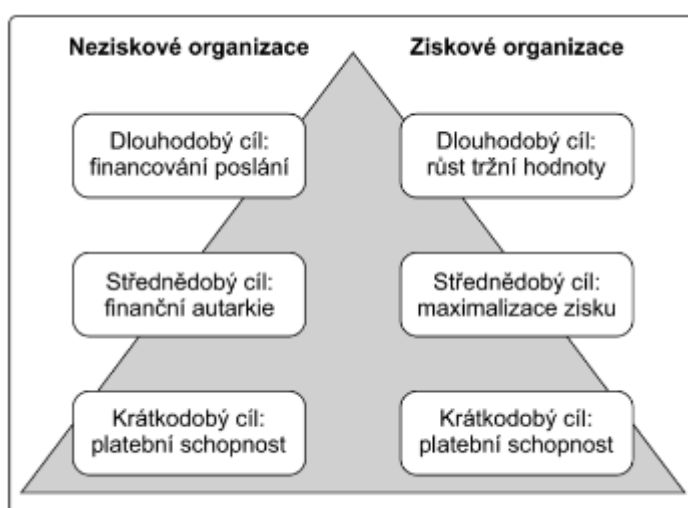 Neziskové organizace
Ziskové organizace
Dlouhodobý cíl:
financování poslání
Dlouhodobý cíl:
růst tržní hodnoty
Střednědobý cíl:
finanční autarkie
Střednědobý cíl:
maximalizace zisku
Krátkodobý cíl:
platební schopnost
Krátkodobý cíl:
platební schopnost